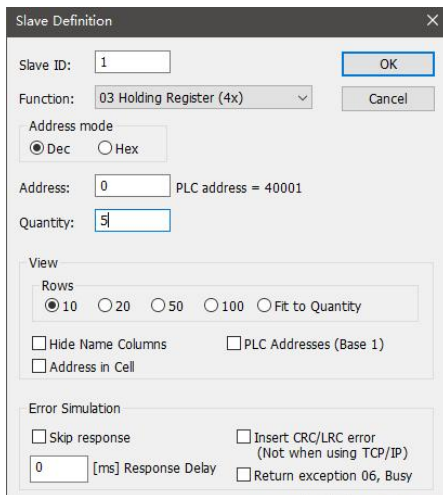 Slave Definition
Slave ID: 1 OK
Function: 03 Holding Register (4x) Cancel
Address mode
Dec Hex
Address: 0 PLC address = 40001
Quantity: 5
View
Rows
10 20 50 100 Fit to Quantity
Hide Name Columns PLC Addresses (Base 1)
Address in Cell
Error Simulation
Skip response Insert CRC/LRC error
(Not when using TCP/IP)
0 [ms] Response Delay
Return exception 06, Busy